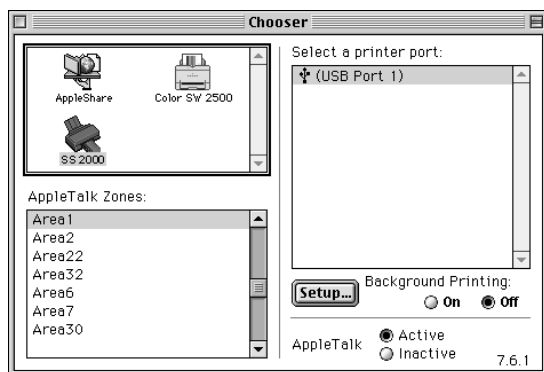 Chooser
AppleShare
Color SW 2500
SS 2000
AppleTalk Zones:
Area1
Area2
Area22
Area32
Area6
Area7
Area30
Select a printer port:
(USB Port 1)
Setup...
Background Printing:
On Off
AppleTalk
Active
Inactive
7.6.1